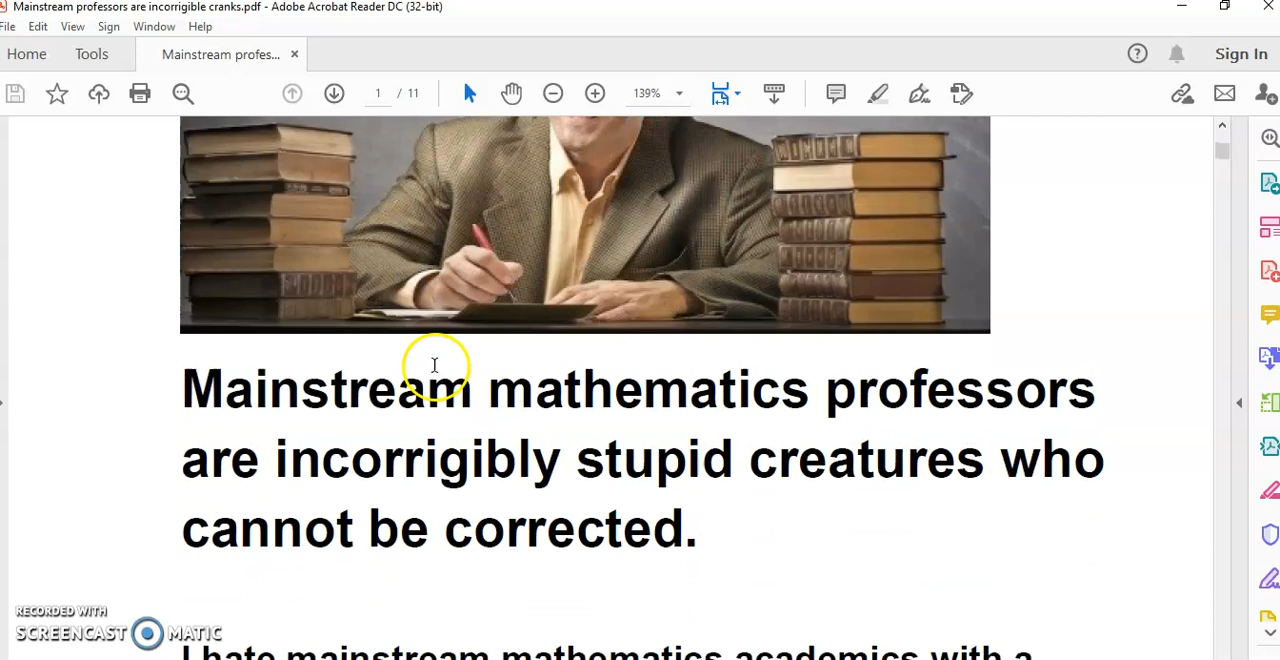 Mainstream professors are incorrigible cranks.pdf - Adobe Acrobat Reader DC (32-bit)
File Edit View Sign Window Help
Home Tools Mainstream profes... × Sign In
1 / 11 139%
Mainstream mathematics professors
are incorrigibly stupid creatures who
cannot be corrected.
RECORDED WITH
SCREENCAST MATIC
I hate mainstream mathematics academics with a